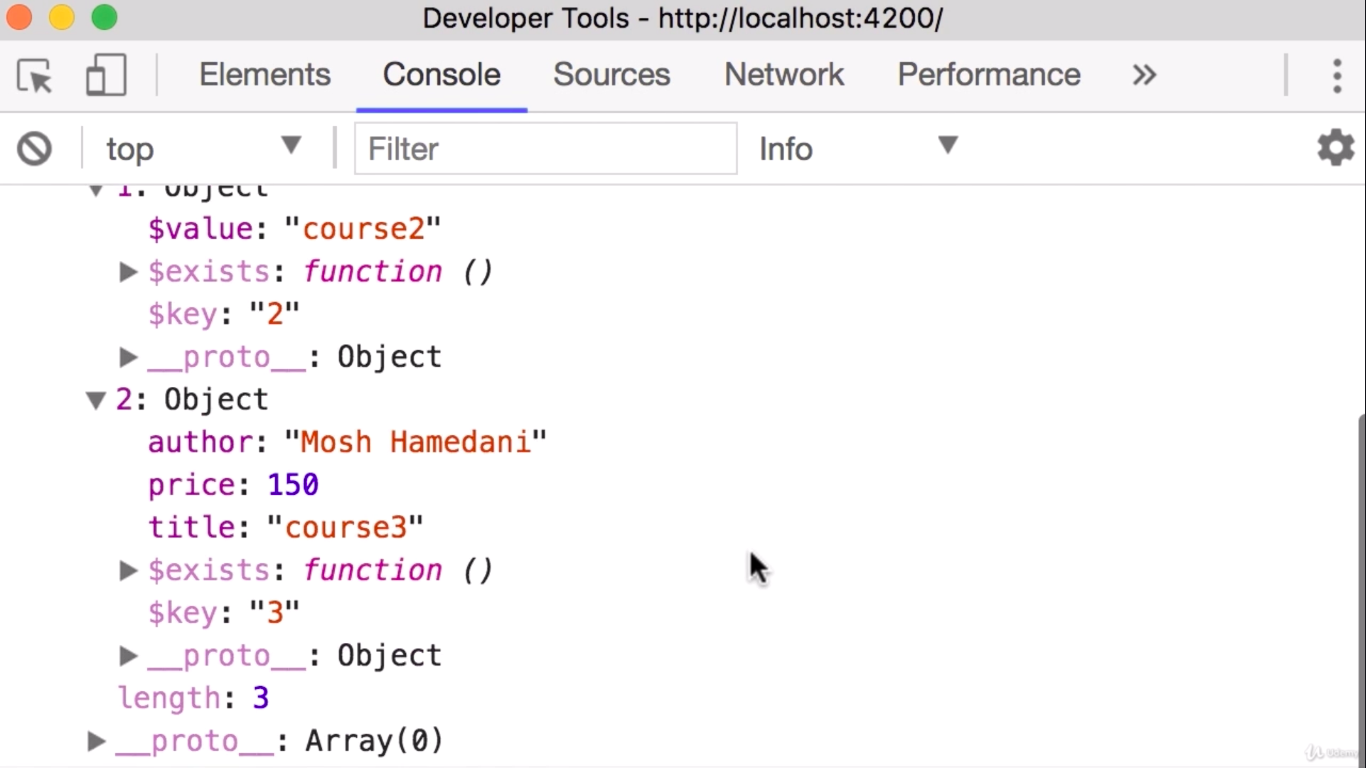 Developer Tools - http://localhost:4200/
Elements Console Sources Network Performance »
top Filter Info
1: Object
$value: "course2"
$exists: function ()
$key: "2"
__proto__: Object
2: Object
author: "Mosh Hamedani"
price: 150
title: "course3"
$exists: function ()
$key: "3"
__proto__: Object
length: 3
__proto__: Array(0)
Udemy